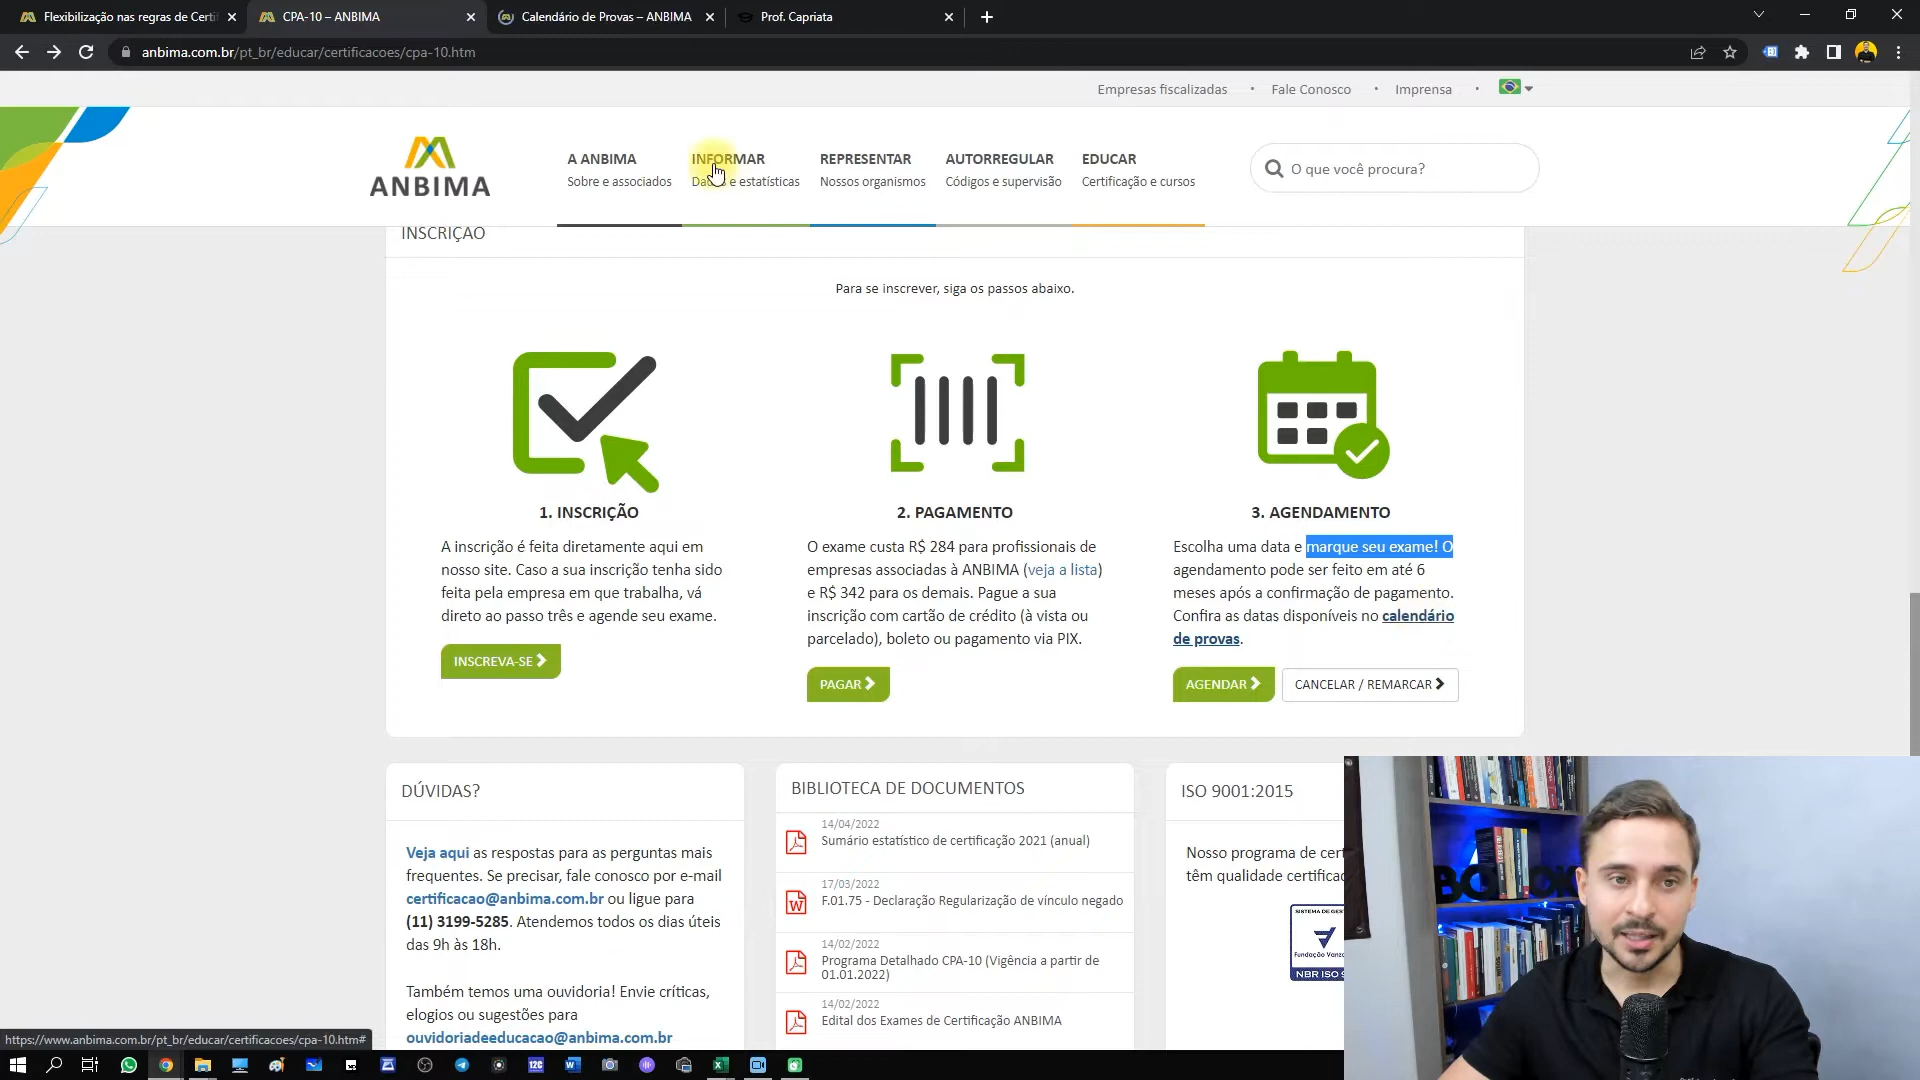 Flexibilização nas regras de Certi
CPA-10 – ANBIMA
Calendário de Provas – ANBIMA
Prof. Capriata
anbima.com.br/pt_br/educar/certificacoes/cpa-10.htm
Empresas fiscalizadas • Fale Conosco • Imprensa •
ANBIMA
A ANBIMA
Sobre e associados
INFORMAR
Dados e estatísticas
REPRESENTAR
Nossos organismos
AUTORREGULAR
Códigos e supervisão
EDUCAR
Certificação e cursos
O que você procura?
INSCRIÇÃO
Para se inscrever, siga os passos abaixo.
1. INSCRIÇÃO
A inscrição é feita diretamente aqui em
nosso site. Caso a sua inscrição tenha sido
feita pela empresa em que trabalha, vá
direto ao passo três e agende seu exame.
INSCREVA-SE
2. PAGAMENTO
O exame custa R$ 284 para profissionais de
empresas associadas à ANBIMA (veja a lista)
e R$ 342 para os demais. Pague a sua
inscrição com cartão de crédito (à vista ou
parcelado), boleto ou pagamento via PIX.
PAGAR
3. AGENDAMENTO
Escolha uma data e marque seu exame! O
agendamento pode ser feito em até 6
meses após a confirmação de pagamento.
Confira as datas disponíveis no calendário
de provas.
AGENDAR
CANCELAR / REMARCAR
DÚVIDAS?
Veja aqui as respostas para as perguntas mais
frequentes. Se precisar, fale conosco por e-mail
certificacao@anbima.com.br ou ligue para
(11) 3199-5285. Atendemos todos os dias úteis
das 9h às 18h.
Também temos uma ouvidoria! Envie críticas,
elogios ou sugestões para
ouvidoriadeeducacao@anbima.com.br
BIBLIOTECA DE DOCUMENTOS
14/04/2022
Sumário estatístico de certificação 2021 (anual)
17/03/2022
F.01.75 - Declaração Regularização de vínculo negado
14/02/2022
Programa Detalhado CPA-10 (Vigência a partir de
01.01.2022)
14/02/2022
Edital dos Exames de Certificação ANBIMA
ISO 9001:2015
Nosso programa de cert
têm qualidade certifica
SISTEMA DE GES
Fundação Vanzo
NBR ISO 9
https://www.anbima.com.br/pt_br/educar/certificacoes/cpa-10.htm#
12C